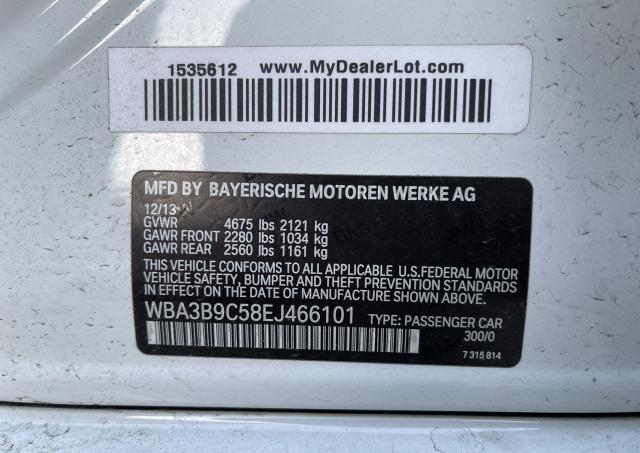 1535612 www.MyDealerLot.com
MFD BY BAYERISCHE MOTOREN WERKE AG
12/13
GVWR 4675 lbs 2121 kg
GAWR FRONT 2280 lbs 1034 kg
GAWR REAR 2560 lbs 1161 kg
THIS VEHICLE CONFORMS TO ALL APPLICABLE U.S.FEDERAL MOTOR
VEHICLE SAFETY, BUMPER AND THEFT PREVENTION STANDARDS
IN EFFECT ON THE DATE OF MANUFACTURE SHOWN ABOVE.
WBA3B9C58EJ466101 TYPE: PASSENGER CAR
300/0
7 315 814